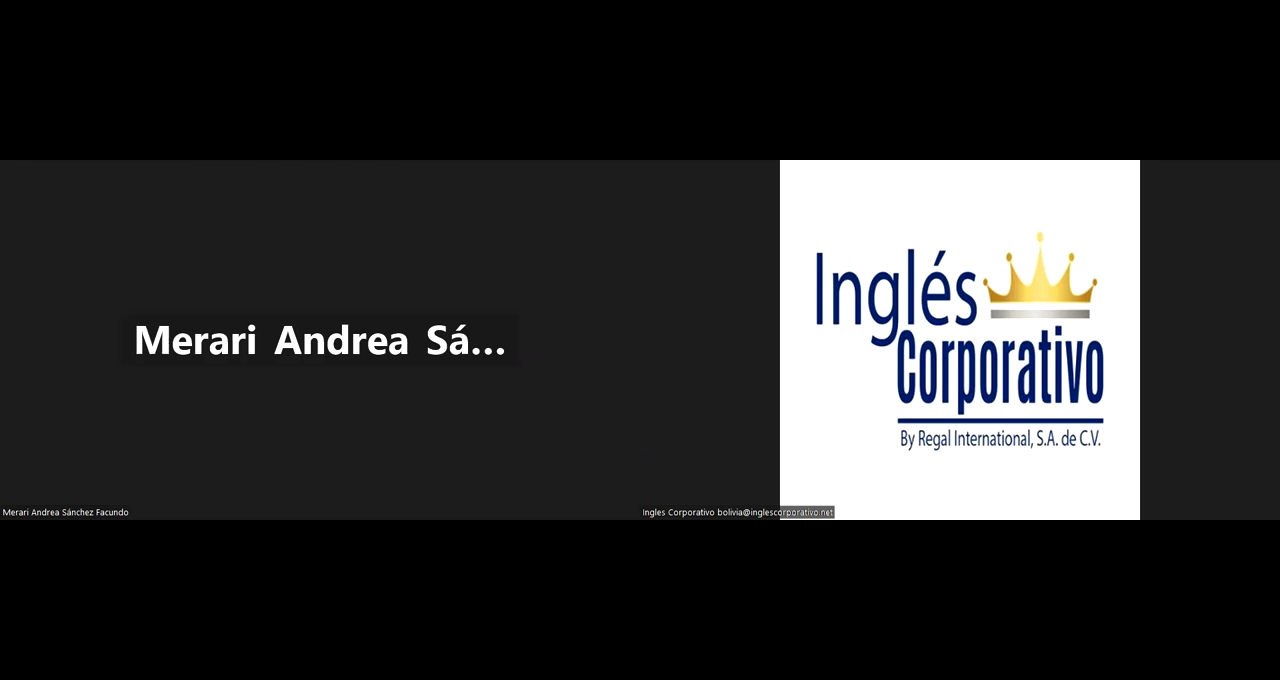 Merari Andrea Sá...
Merari Andrea Sánchez Facundo
Inglés
Corporativo
By Regal International, S.A. de C.V.
Ingles Corporativo bolivia@inglescorporativo.net